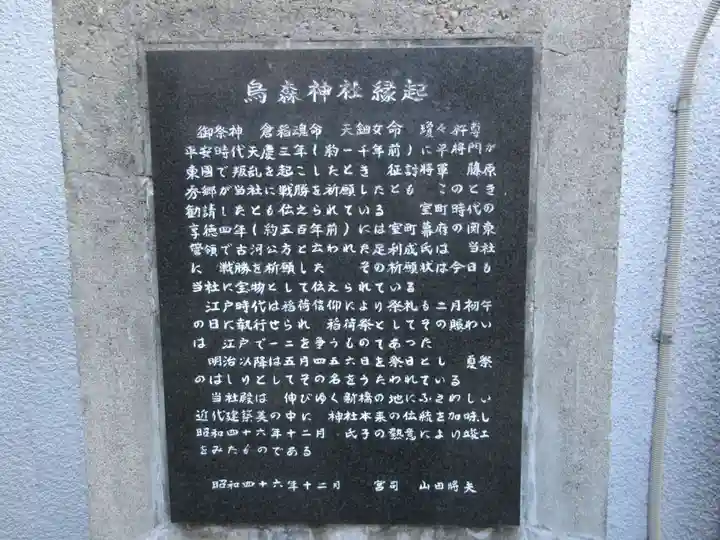 烏森神社縁起
御祭神 倉稲魂命 天鈿女命 瓊々杵尊
平安時代天慶三年(約一千年前)に平將門が
東國で叛乱を起こしたとき 征討將軍 藤原
秀郷が当社に戦勝を祈願したとも このとき
勧請したとも伝えられている 室町時代の
享徳四年(約五百年前)には室町幕府の関東
管領で古河公方と云われた足利成氏は 当社
に 戦勝を祈願した その祈願状は今日も
当社に宝物として伝えられている
江戸時代は稲荷信仰により祭礼も二月初午
の日に執行せられ 稲荷祭としてその賑わい
は 江戸で一二を争うものであつた
明治以降は五月四五六日を祭日とし 夏祭
のはしりとしてその名をうたわれている
当社殿は 伸びゆく新橋の地にふさわしい
近代建築美の中に 神社本来の伝統を加味し
昭和四十六年十二月 氏子の熱意により竣工
をみたものである
昭和四十六年十二月 宮司 山田將夫